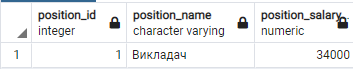 position_id position_name position_salary
integer character varying numeric
1 1 Викладач 34000